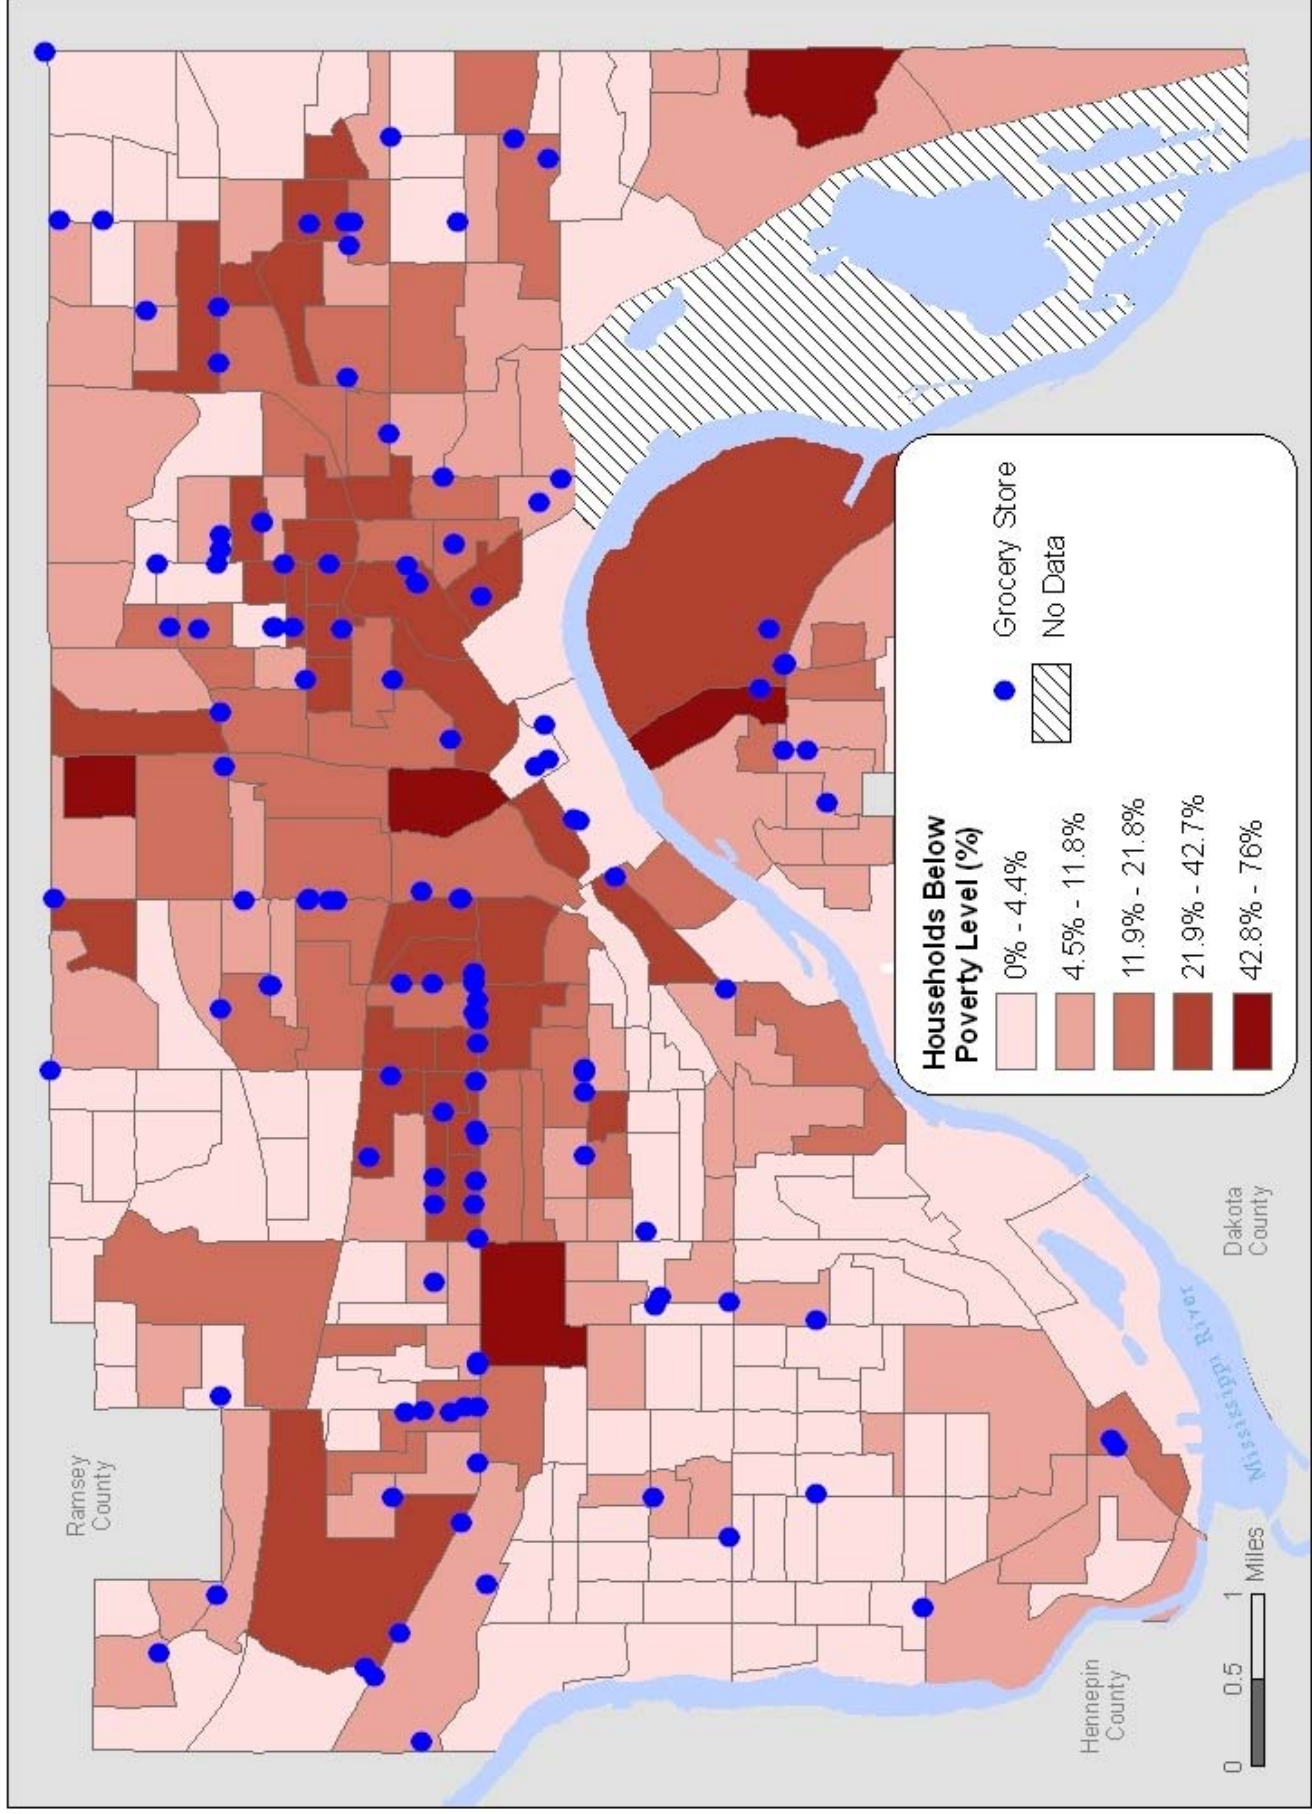 Ramsey
County
Households Below
Poverty Level (%)
0% - 4.4%
4.5% - 11.8%
11.9% - 21.8%
21.9% - 42.7%
42.8% - 76%
Grocery Store
No Data
Hennepin
County
Dakota
County
Mississippi River
0 0.5 1 Miles